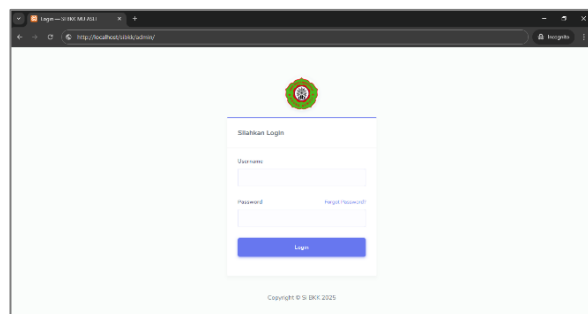 Login — SI BKK MU ASLI
http://localhost/sibkk/admin/
Incognito
Silahkan Login
Username
Password
Forgot Password?
Login
Copyright © SI BKK 2025